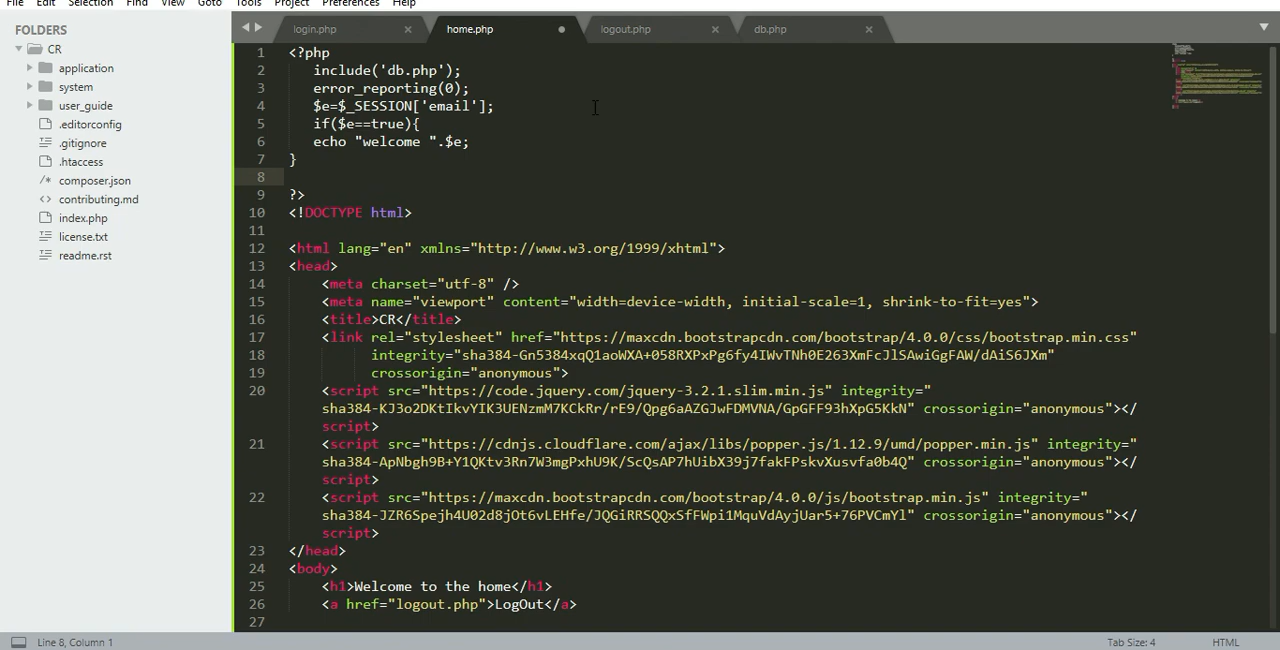 File Edit Selection Find View Goto Tools Project Preferences Help
FOLDERS
CR
application
system
user_guide
.editorconfig
.gitignore
.htaccess
composer.json
contributing.md
index.php
license.txt
readme.rst
login.php × home.php logout.php × db.php ×
1 <?php
2 include('db.php');
3 error_reporting(0);
4 $e=$_SESSION['email'];
5 if($e==true){
6 echo "welcome ".$e;
7 }
8
9 ?>
10 <!DOCTYPE html>
11
12 <html lang="en" xmlns="http://www.w3.org/1999/xhtml">
13 <head>
14 <meta charset="utf-8" />
15 <meta name="viewport" content="width=device-width, initial-scale=1, shrink-to-fit=yes">
16 <title>CR</title>
17 <link rel="stylesheet" href="https://maxcdn.bootstrapcdn.com/bootstrap/4.0.0/css/bootstrap.min.css"
18 integrity="sha384-Gn5384xqQ1aoWXA+058RXPxPg6fy4IWvTNh0E263XmFcJlSAwiGgFAW/dAiS6JXm"
19 crossorigin="anonymous">
20 <script src="https://code.jquery.com/jquery-3.2.1.slim.min.js" integrity="
sha384-KJ3o2DKtIkvYIK3UENzmM7KCkRr/rE9/Qpg6aAZGJwFDMVNA/GpGFF93hXpG5KkN" crossorigin="anonymous"></
script>
21 <script src="https://cdnjs.cloudflare.com/ajax/libs/popper.js/1.12.9/umd/popper.min.js" integrity="
sha384-ApNbgh9B+Y1QKtv3Rn7W3mgPxhU9K/ScQsAP7hUibX39j7fakFPskvXusvfa0b4Q" crossorigin="anonymous"></
script>
22 <script src="https://maxcdn.bootstrapcdn.com/bootstrap/4.0.0/js/bootstrap.min.js" integrity="
sha384-JZR6Spejh4U02d8jOt6vLEHfe/JQGiRRSQQxSfFWpi1MquVdAyjUar5+76PVCmYl" crossorigin="anonymous"></
script>
23 </head>
24 <body>
25 <h1>Welcome to the home</h1>
26 <a href="logout.php">LogOut</a>
27
Line 8, Column 1 Tab Size: 4 HTML